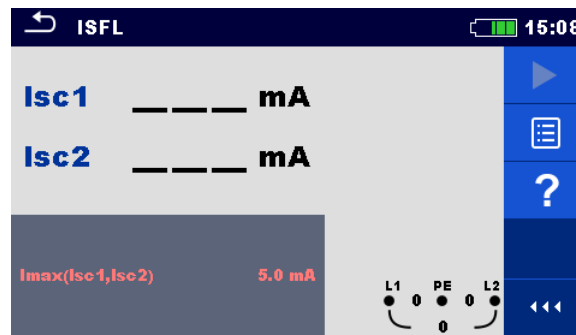 ISFL 15:08
Isc1 ___ mA
Isc2 ___ mA
?
Imax(Isc1,Isc2) 5.0 mA
L1 PE L2
0 0
0